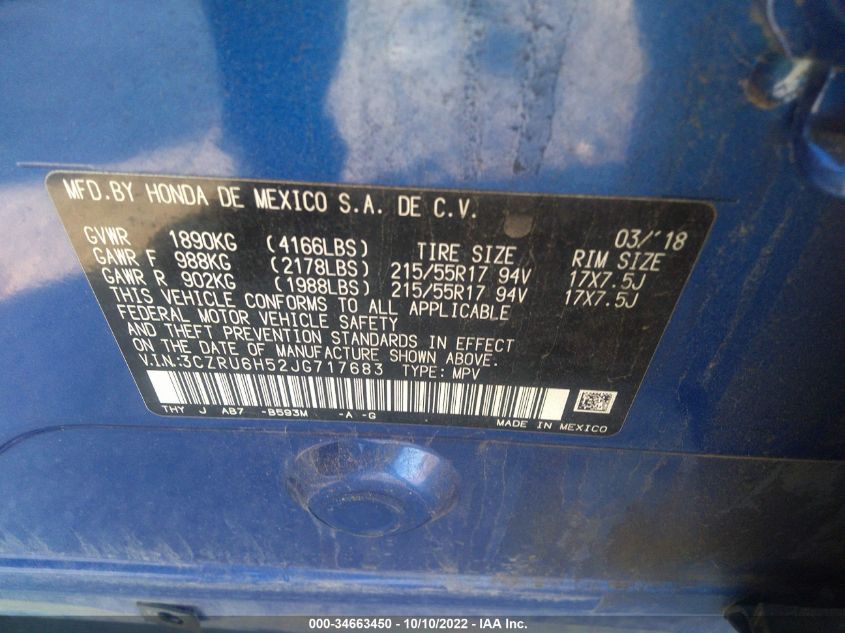 MFD.BY HONDA DE MEXICO S.A. DE C.V.
03/'18
GVWR 1890KG (4166LBS) TIRE SIZE RIM SIZE
GAWR F 988KG (2178LBS) 215/55R17 94V 17X7.5J
GAWR R 902KG (1988LBS) 215/55R17 94V 17X7.5J
THIS VEHICLE CONFORMS TO ALL APPLICABLE
FEDERAL MOTOR VEHICLE SAFETY
AND THEFT PREVENTION STANDARDS IN EFFECT
ON THE DATE OF MANUFACTURE SHOWN ABOVE.
V.I.N:3CZRU6H52JG717683 TYPE: MPV
THY J AB7 -B593M -A -G
MADE IN MEXICO
000-34663450 - 10/10/2022 - IAA Inc.